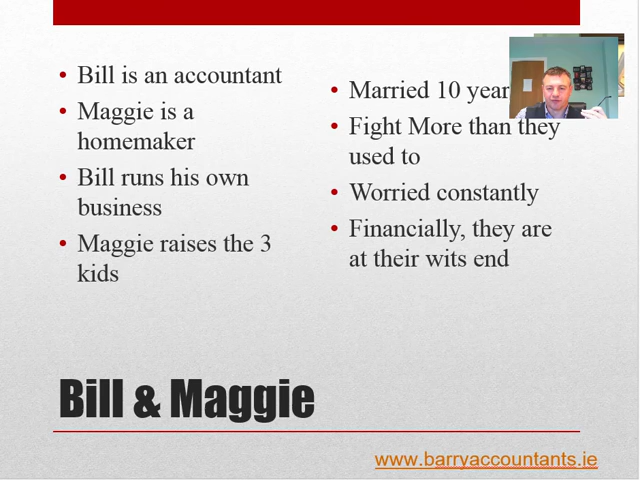 Bill is an accountant
Maggie is a
homemaker
Bill runs his own
business
Maggie raises the 3
kids
Married 10 year
Fight More than they
used to
Worried constantly
Financially, they are
at their wits end
Bill & Maggie
www.barryaccountants.ie